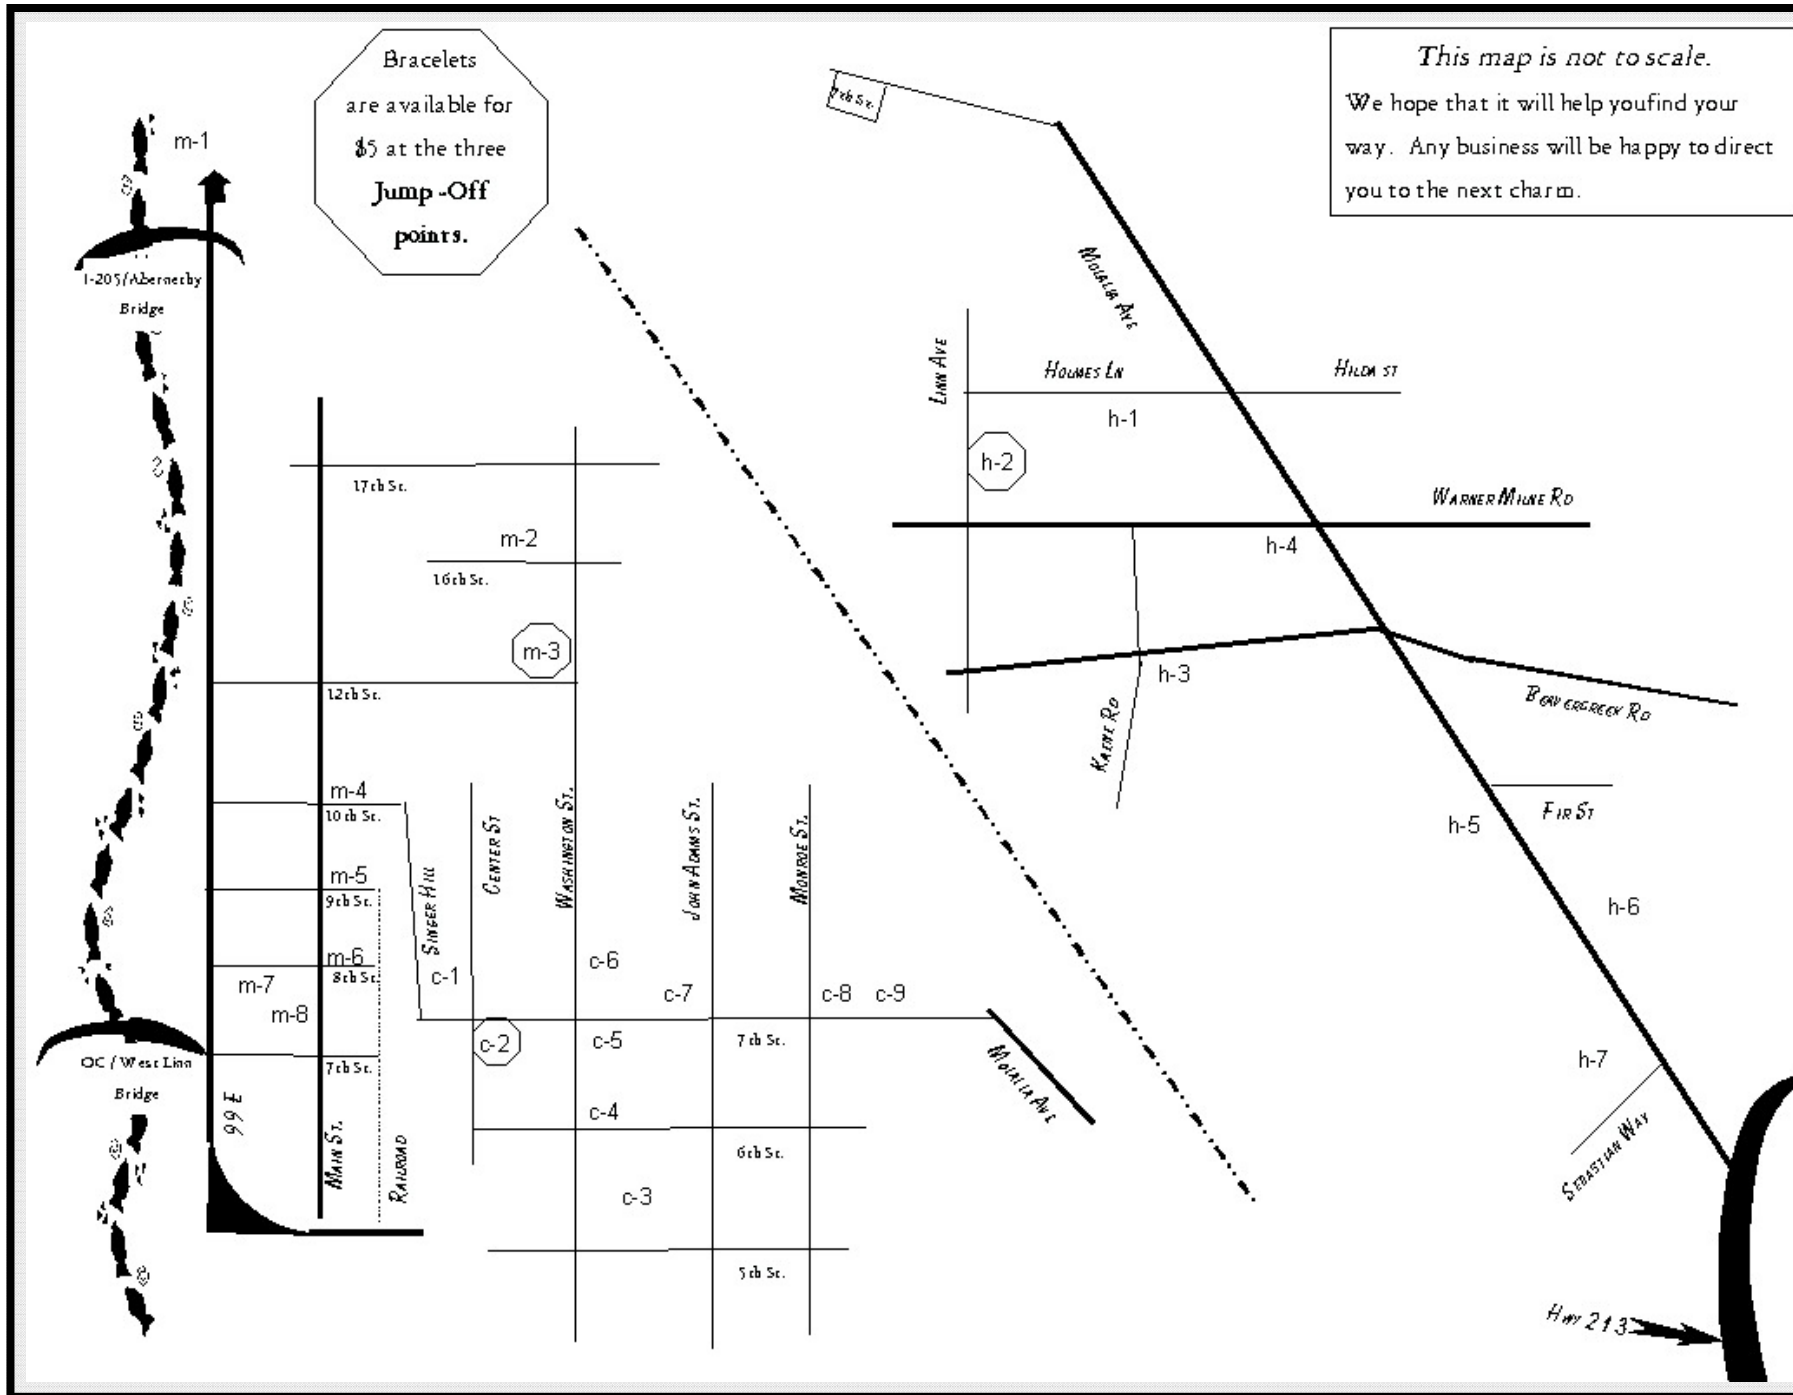 Bracelets
are available for
$5 at the three
Jump -Off
points.
This map is not to scale.
We hope that it will help youfind your
way. Any business will be happy to direct
you to the next charm.
7th St.
m-1
I-205/Abernethy
Bridge
Molalla Ave
Linn Ave
Holmes Ln
Hilda St
h-1
h-2
17th St.
Warner Milne Rd
m-2
h-4
16th St.
m-3
h-3
12th St.
Beavercreek Rd
Kaene Rd
m-4
10th St.
Fir St
h-5
Singer Hill
Center St
Washington St.
John Adams St.
Monroe St.
m-5
9th St.
h-6
m-6
8th St.
c-1
c-6
m-7
c-7
c-8
c-9
m-8
c-2
c-5
7th St.
OC / West Linn
Bridge
7th St.
Molalla Ave
h-7
99 E
c-4
Main St.
Railroad
6th St.
Sebastian Way
c-3
5th St.
Hwy 213